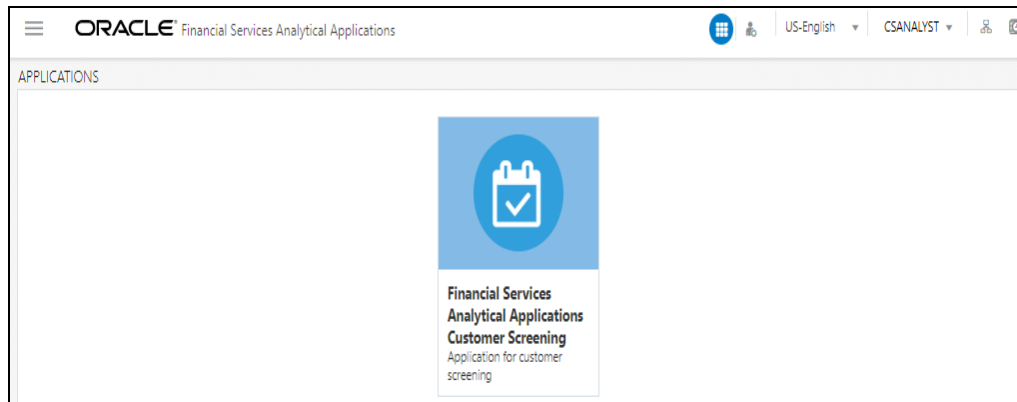 ORACLE® Financial Services Analytical Applications
US-English
CSANALYST
APPLICATIONS
Financial Services
Analytical Applications
Customer Screening
Application for customer
screening